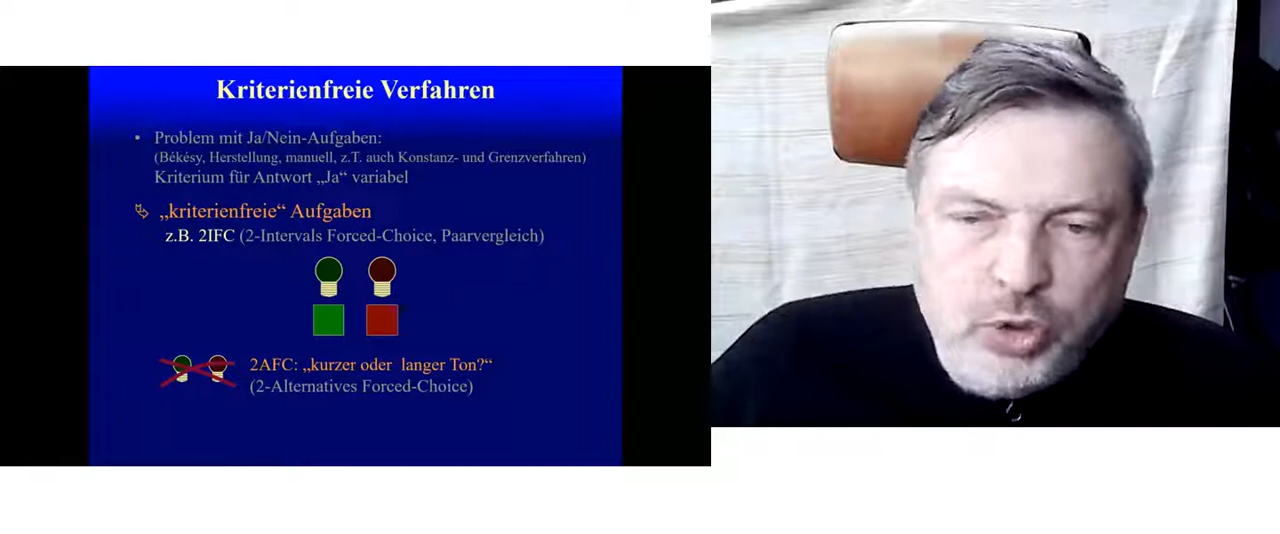 Kriterienfreie Verfahren
• Problem mit Ja/Nein-Aufgaben:
(Békésy, Herstellung, manuell, z.T. auch Konstanz- und Grenzverfahren)
Kriterium für Antwort „Ja“ variabel
„kriterienfreie“ Aufgaben
z.B. 2IFC (2-Intervals Forced-Choice, Paarvergleich)
2AFC: „kurzer oder langer Ton?“
(2-Alternatives Forced-Choice)